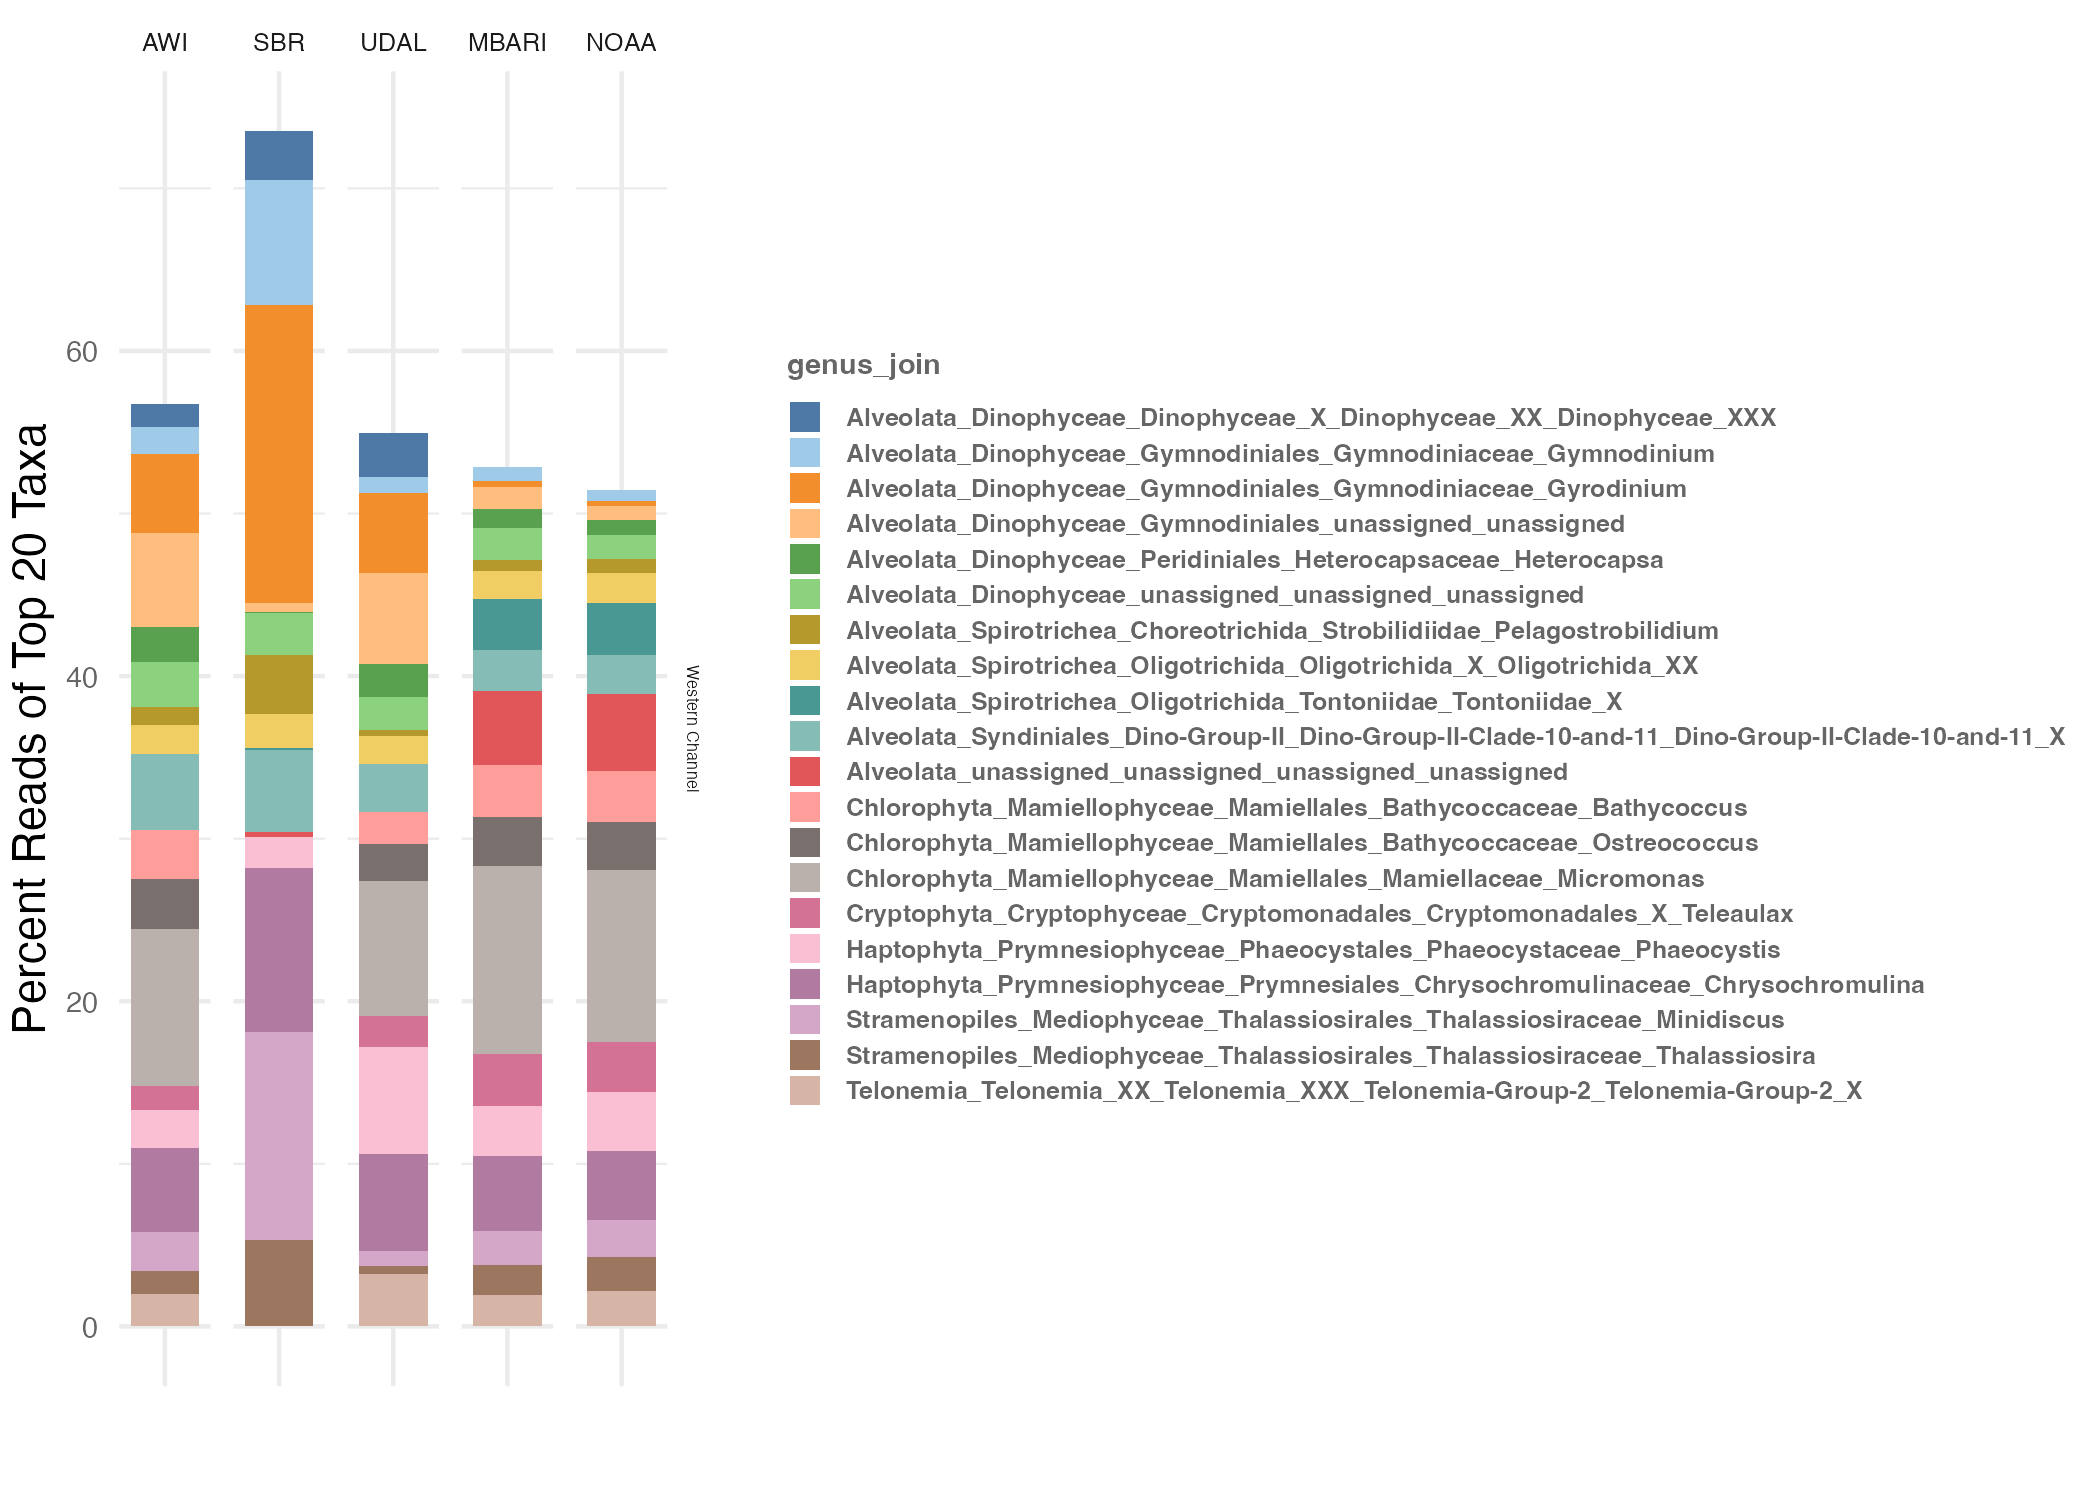 AWI SBR UDAL MBARI NOAA
Percent Reads of Top 20 Taxa
60
40
20
0
Western Channel
genus_join
Alveolata_Dinophyceae_Dinophyceae_X_Dinophyceae_XX_Dinophyceae_XXX
Alveolata_Dinophyceae_Gymnodiniales_Gymnodiniaceae_Gymnodinium
Alveolata_Dinophyceae_Gymnodiniales_Gymnodiniaceae_Gyrodinium
Alveolata_Dinophyceae_Gymnodiniales_unassigned_unassigned
Alveolata_Dinophyceae_Peridiniales_Heterocapsaceae_Heterocapsa
Alveolata_Dinophyceae_unassigned_unassigned_unassigned
Alveolata_Spirotrichea_Choreotrichida_Strobilidiidae_Pelagostrobilidium
Alveolata_Spirotrichea_Oligotrichida_Oligotrichida_X_Oligotrichida_XX
Alveolata_Spirotrichea_Oligotrichida_Tontoniidae_Tontoniidae_X
Alveolata_Syndiniales_Dino-Group-II_Dino-Group-II-Clade-10-and-11_Dino-Group-II-Clade-10-and-11_X
Alveolata_unassigned_unassigned_unassigned_unassigned
Chlorophyta_Mamiellophyceae_Mamiellales_Bathycoccaceae_Bathycoccus
Chlorophyta_Mamiellophyceae_Mamiellales_Bathycoccaceae_Ostreococcus
Chlorophyta_Mamiellophyceae_Mamiellales_Mamiellaceae_Micromonas
Cryptophyta_Cryptophyceae_Cryptomonadales_Cryptomonadales_X_Teleaulax
Haptophyta_Prymnesiophyceae_Phaeocystales_Phaeocystaceae_Phaeocystis
Haptophyta_Prymnesiophyceae_Prymnesiales_Chrysochromulinaceae_Chrysochromulina
Stramenopiles_Mediophyceae_Thalassiosirales_Thalassiosiraceae_Minidiscus
Stramenopiles_Mediophyceae_Thalassiosirales_Thalassiosiraceae_Thalassiosira
Telonemia_Telonemia_XX_Telonemia_XXX_Telonemia-Group-2_Telonemia-Group-2_X